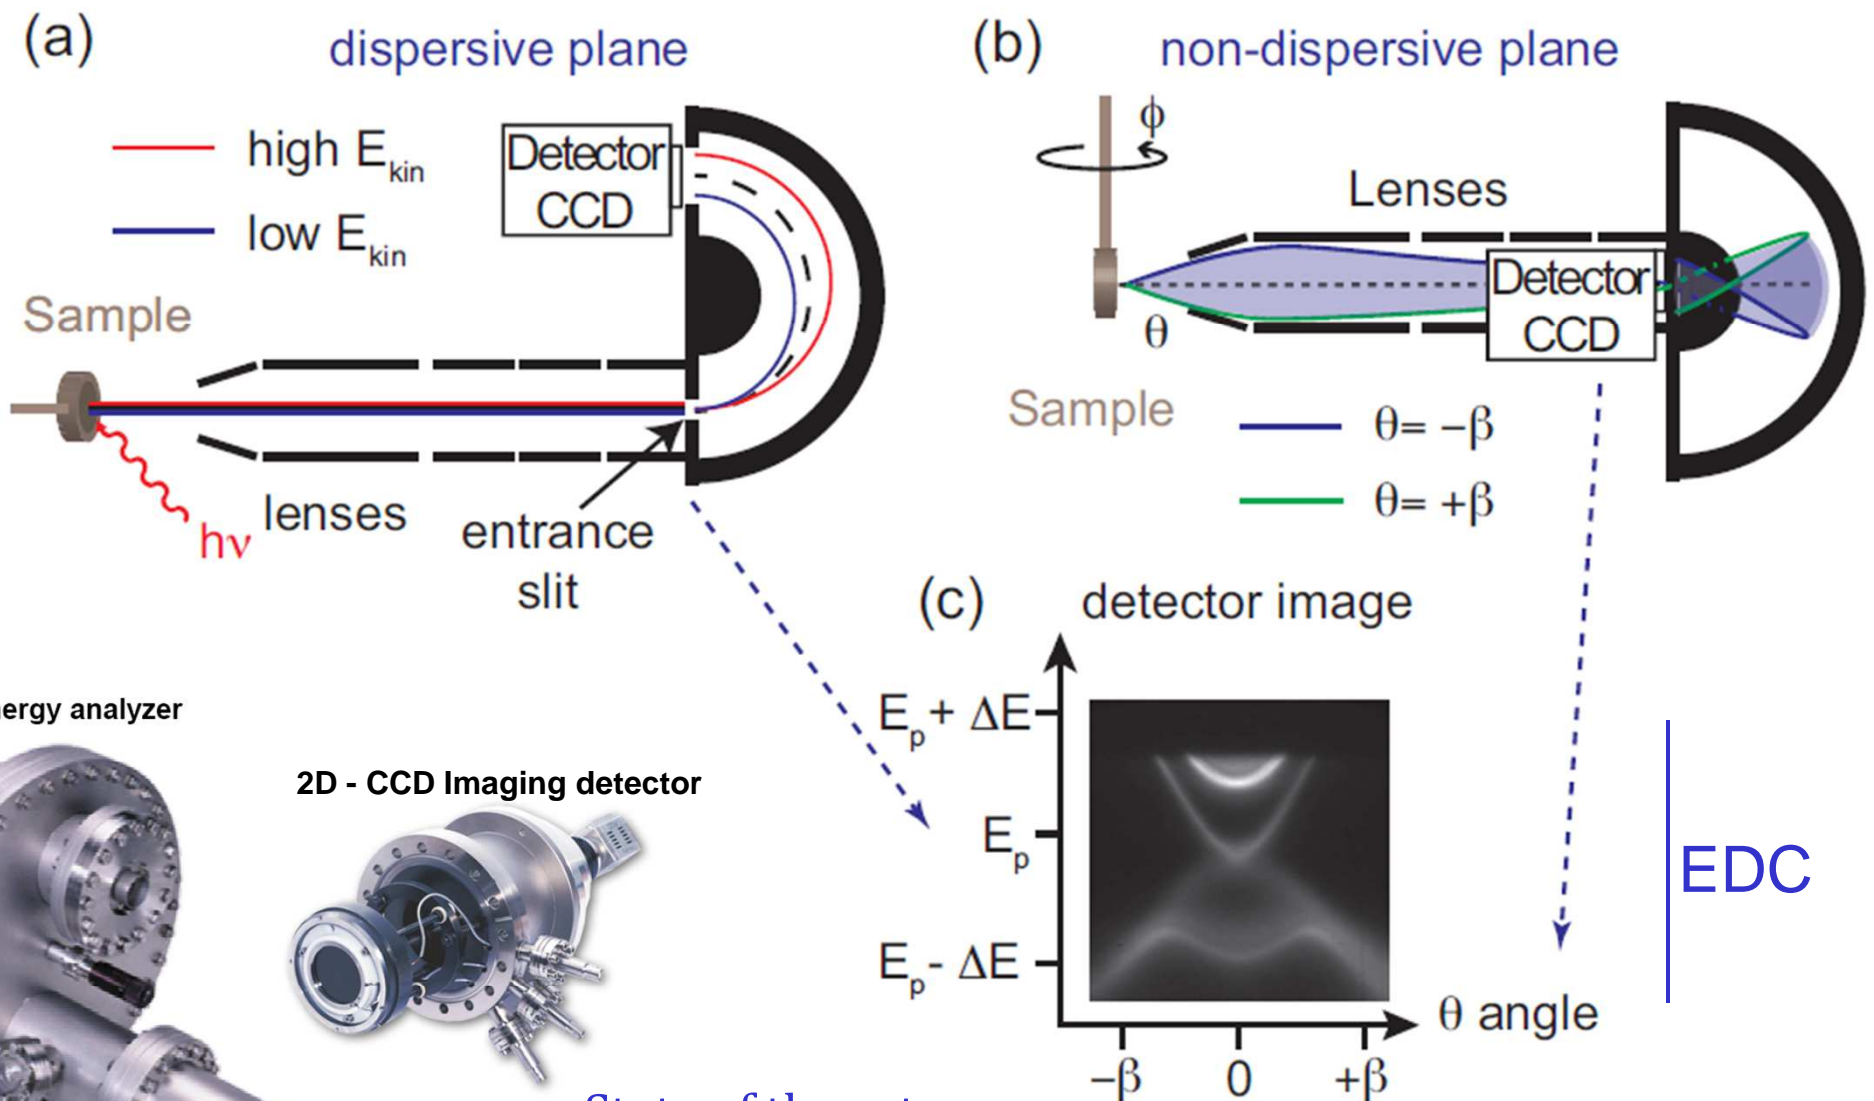 (a)
dispersive plane
high E_kin
low E_kin
Detector
CCD
Sample
hν
lenses
entrance
slit
(b)
non-dispersive plane
ϕ
Lenses
Detector
CCD
θ
Sample
θ= −β
θ= +β
(c)
detector image
E_p+ ΔE
E_p
E_p- ΔE
θ angle
−β 0 +β
EDC
energy analyzer
2D - CCD Imaging detector